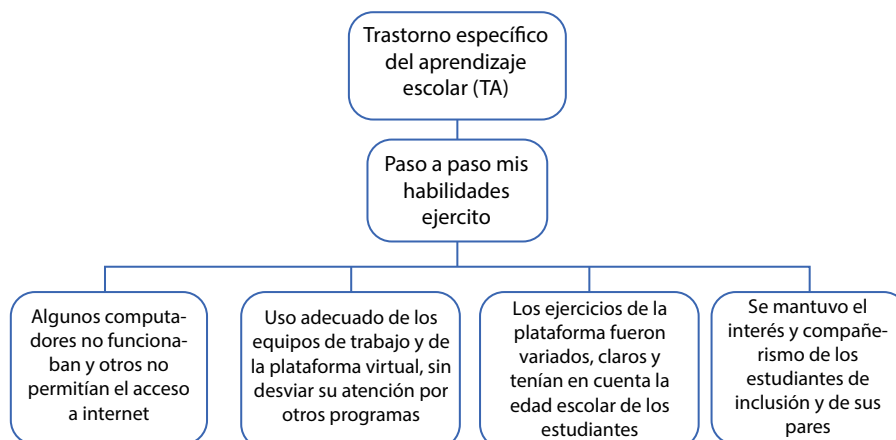 Trastorno específico
del aprendizaje
escolar (TA)
Paso a paso mis
habilidades
ejercito
Algunos computa-
dores no funciona-
ban y otros no
permitían el acceso
a internet
Uso adecuado de los
equipos de trabajo y de
la plataforma virtual, sin
desviar su atención por
otros programas
Los ejercicios de la
plataforma fueron
variados, claros y
tenían en cuenta la
edad escolar de los
estudiantes
Se mantuvo el
interés y compañe-
rismo de los
estudiantes de
inclusión y de sus
pares